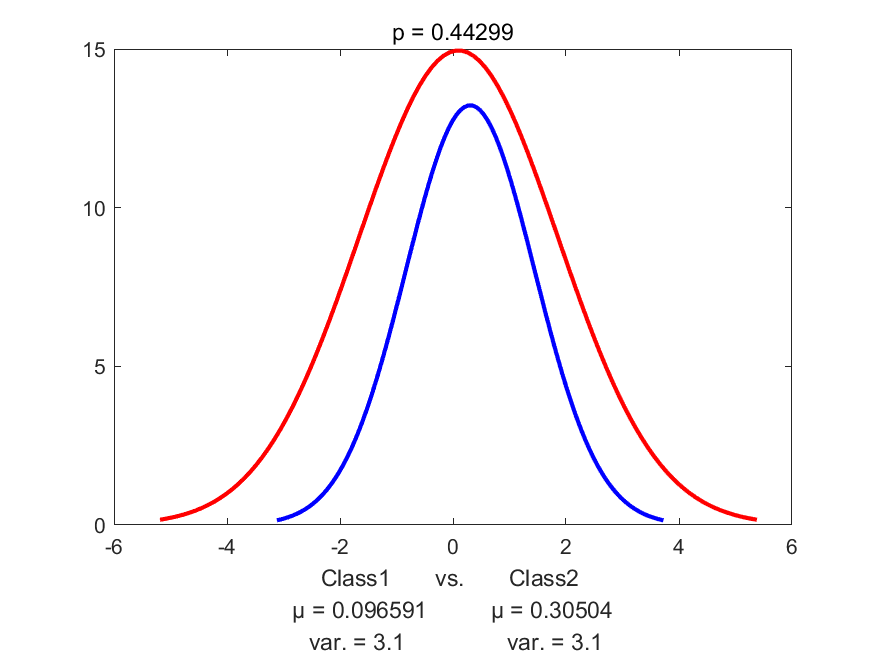 p = 0.44299
15
10
5
0
-6 -4 -2 0 2 4 6
Class1 vs. Class2
μ = 0.096591 μ = 0.30504
var. = 3.1 var. = 3.1